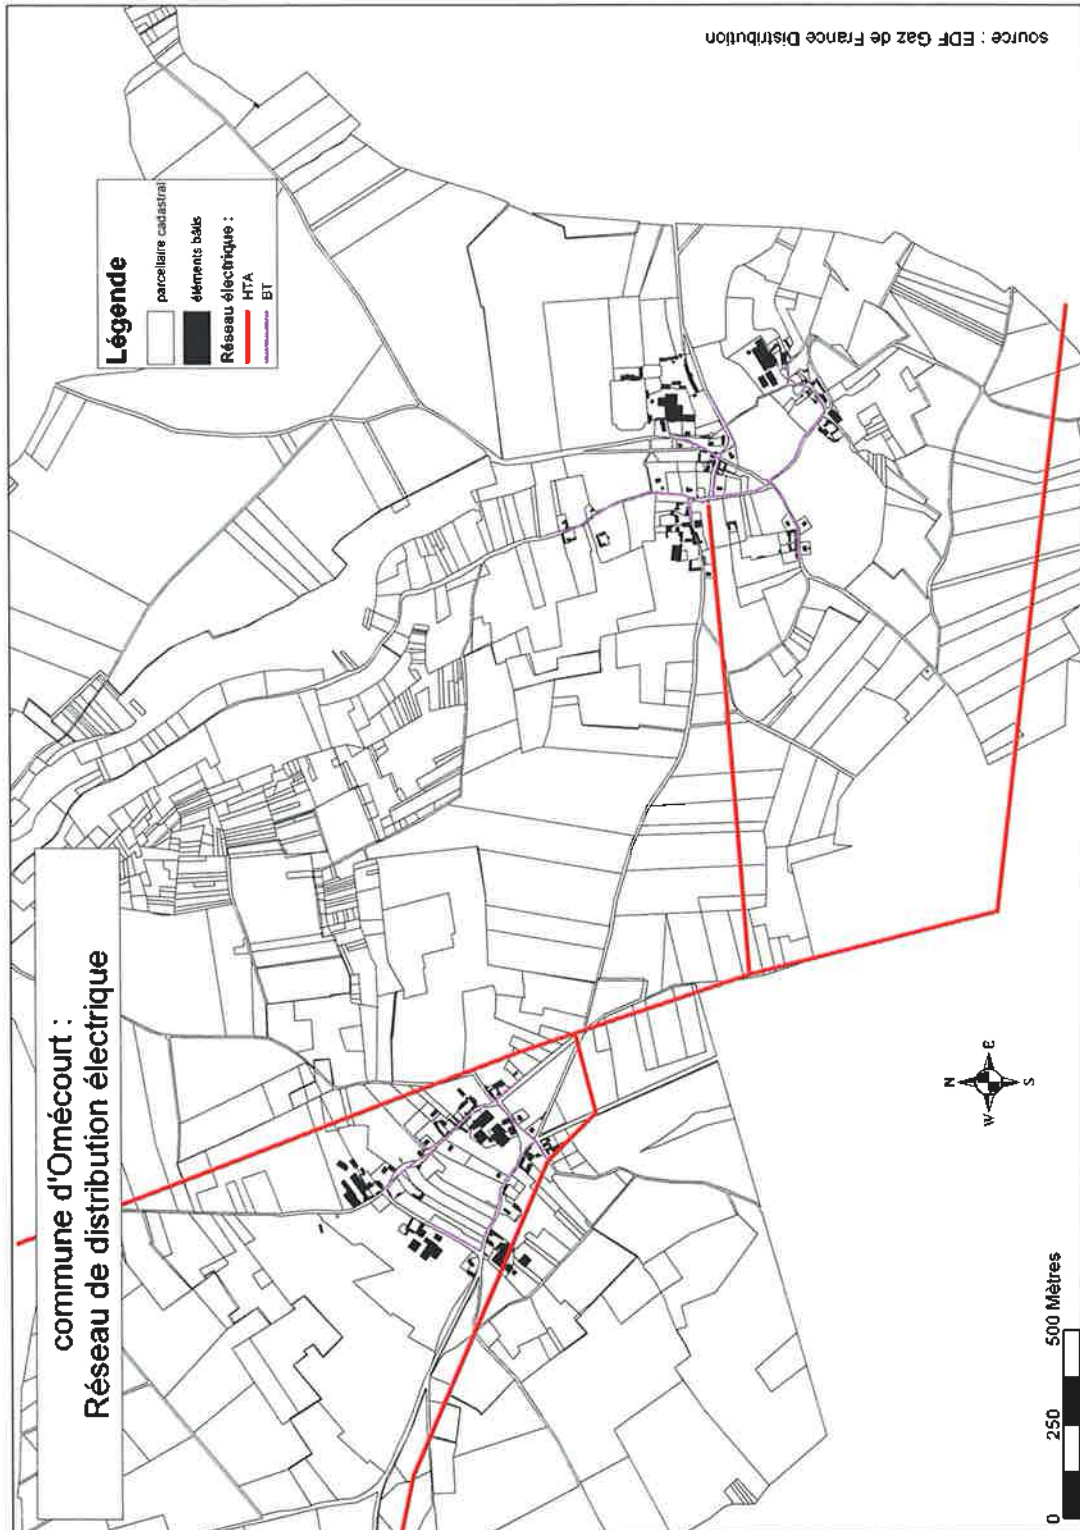 commune d'Omécourt :
Réseau de distribution électrique
Légende
parcellaire cadastral
éléments bâtis
Réseau électrique :
HTA
BT
source : EDF Gaz de France Distribution
N
W
E
S
0 250 500 Mètres